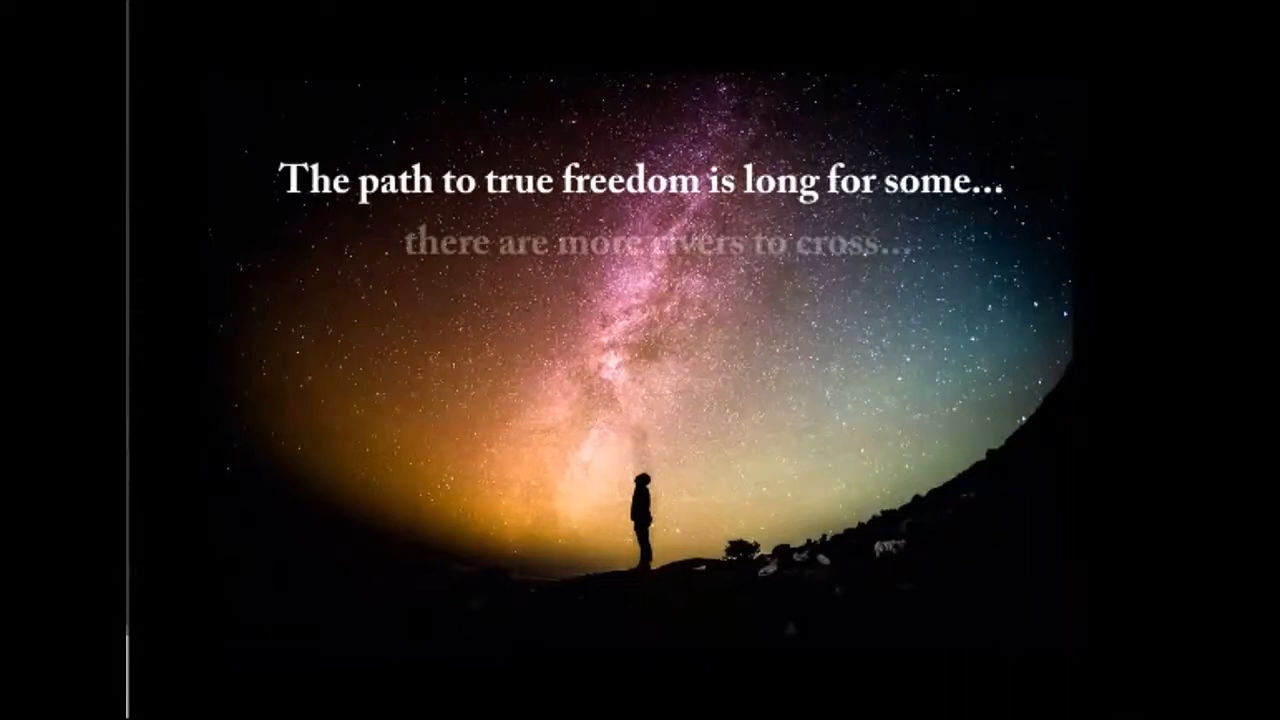 The path to true freedom is long for some...
there are more rivers to cross...